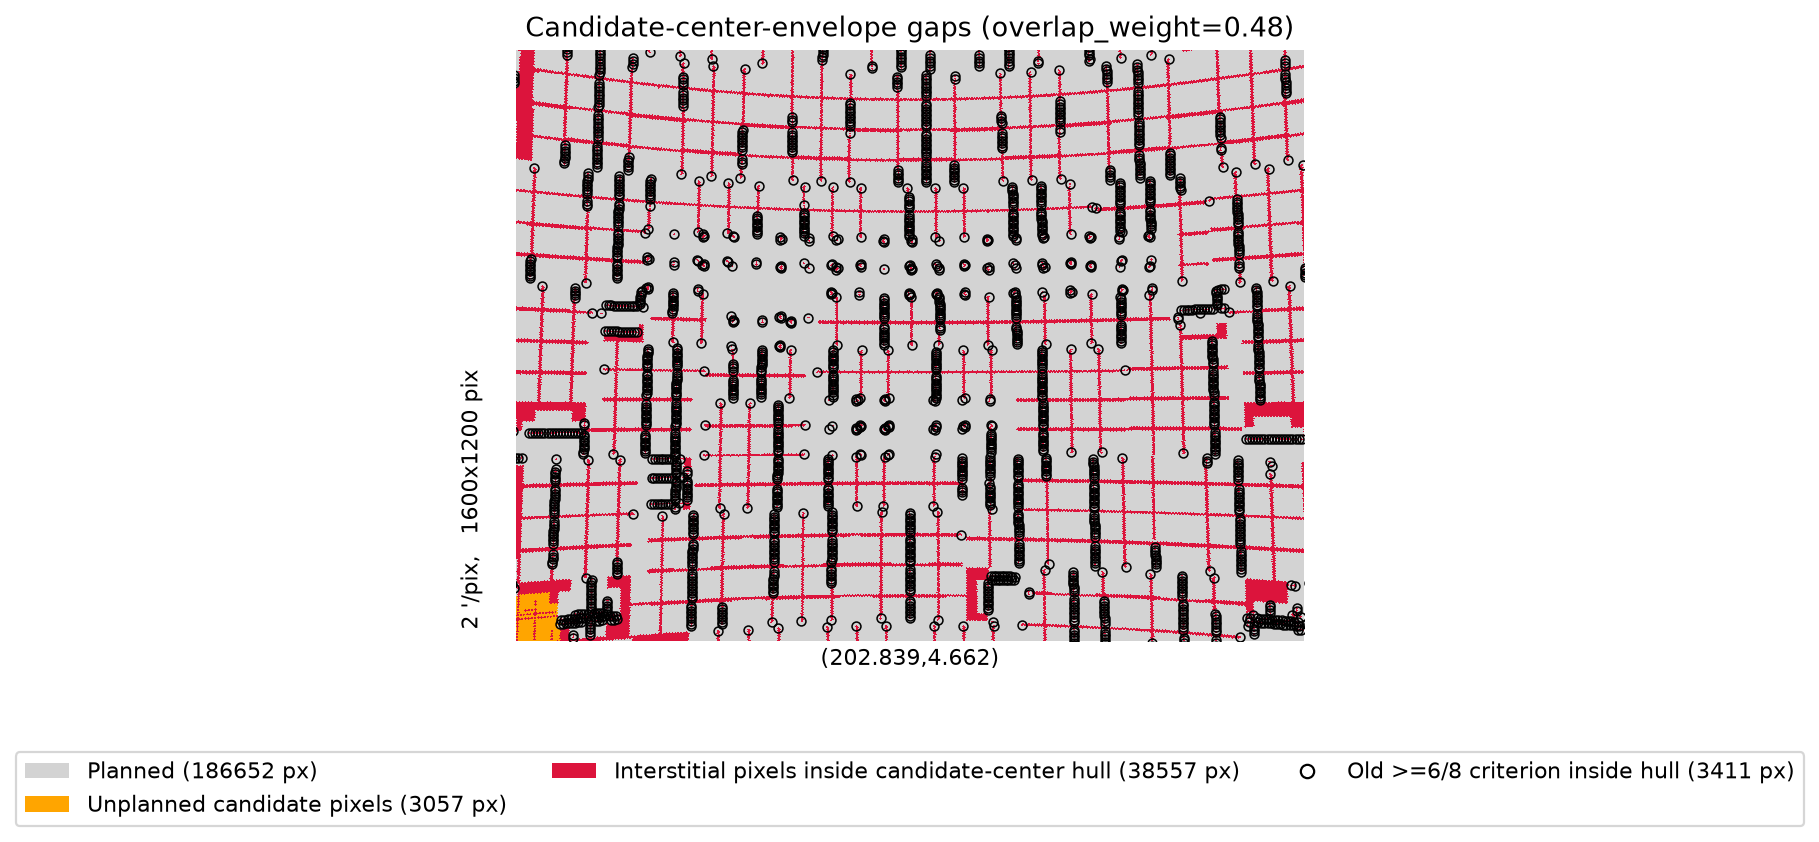 Candidate-center-envelope gaps (overlap_weight=0.48)
2 '/pix,   1600x1200 pix
(202.839,4.662)
Planned (186652 px)
Unplanned candidate pixels (3057 px)
Interstitial pixels inside candidate-center hull (38557 px)
Old >=6/8 criterion inside hull (3411 px)